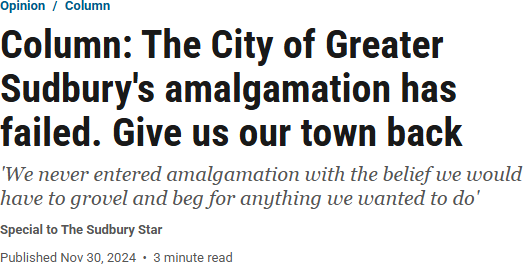 Opinion / Column
Column: The City of Greater
Sudbury's amalgamation has
failed. Give us our town back
'We never entered amalgamation with the belief we would
have to grovel and beg for anything we wanted to do'
Special to The Sudbury Star
Published Nov 30, 2024 • 3 minute read